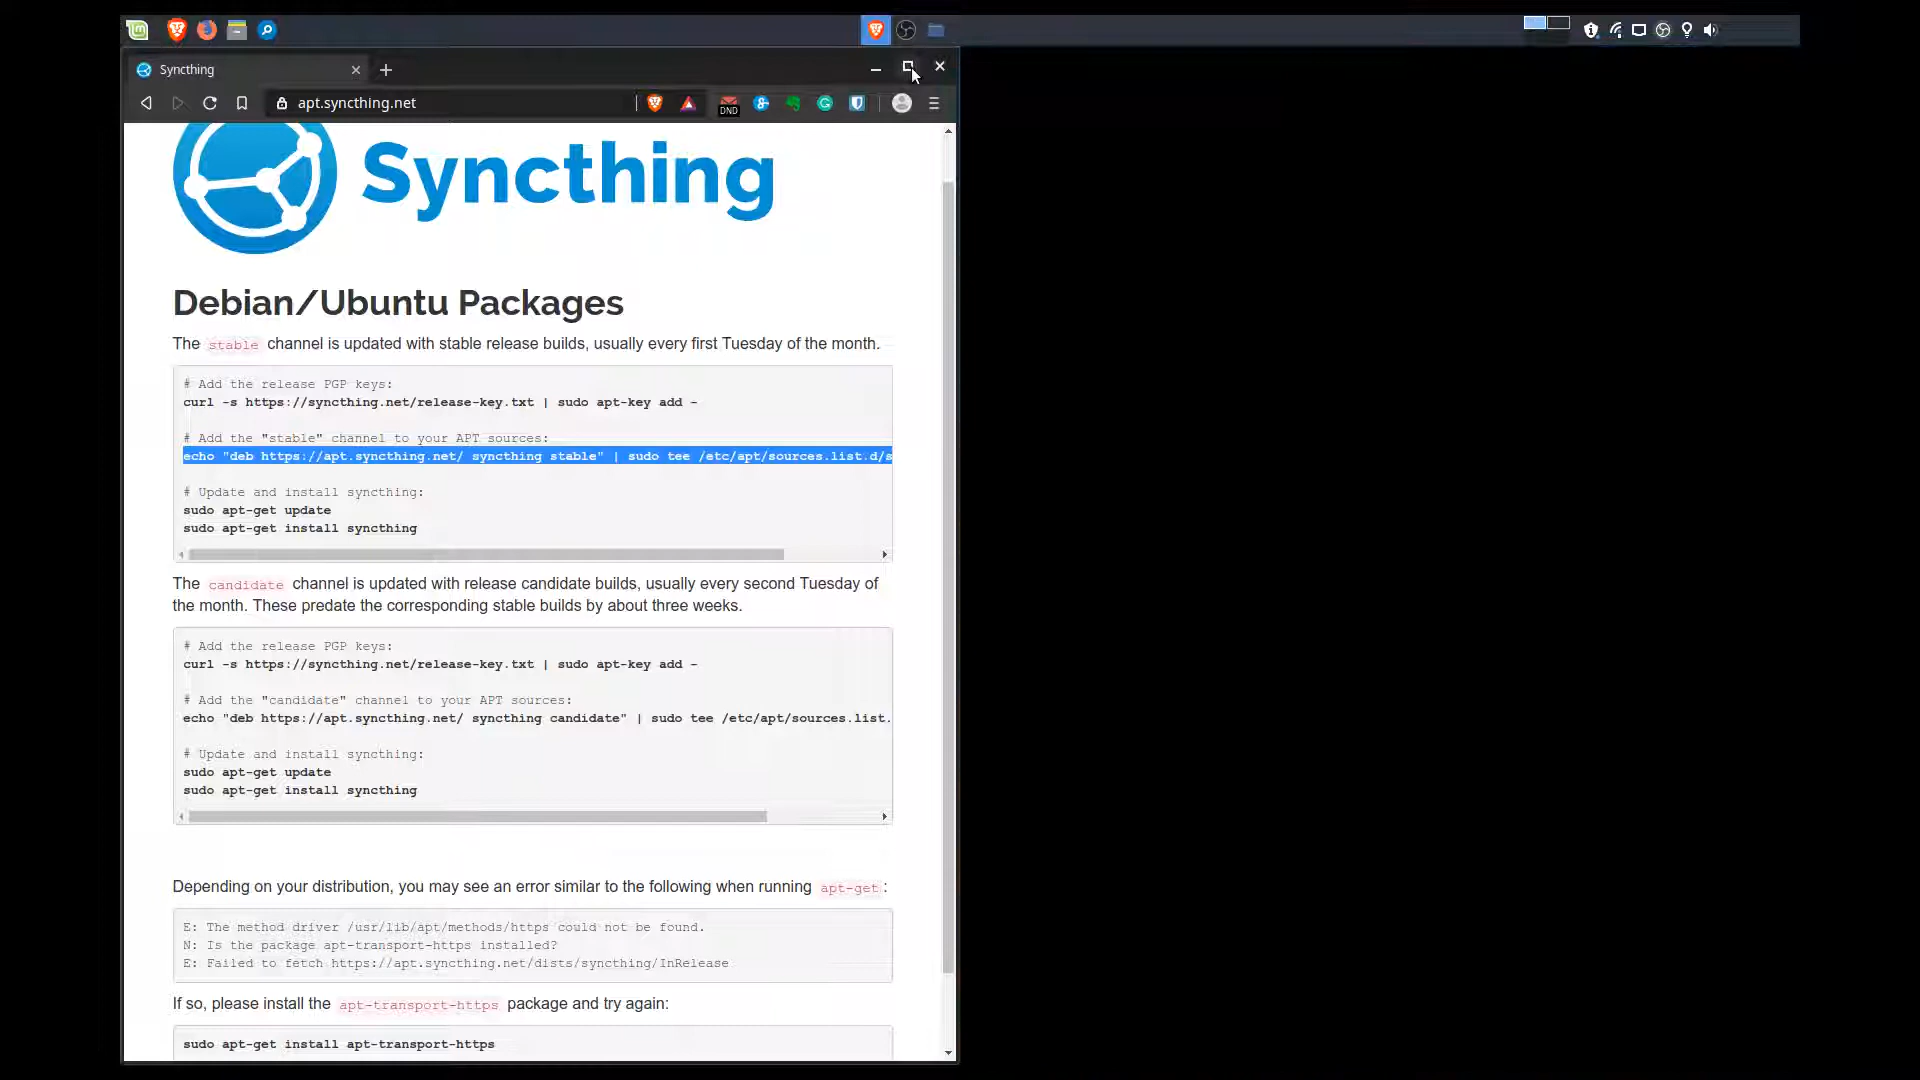 Syncthing
apt.syncthing.net
DND
Syncthing
Debian/Ubuntu Packages
The stable channel is updated with stable release builds, usually every first Tuesday of the month.
# Add the release PGP keys:
curl -s https://syncthing.net/release-key.txt | sudo apt-key add -
# Add the "stable" channel to your APT sources:
echo "deb https://apt.syncthing.net/ syncthing stable" | sudo tee /etc/apt/sources.list.d/s
# Update and install syncthing:
sudo apt-get update
sudo apt-get install syncthing
The candidate channel is updated with release candidate builds, usually every second Tuesday of
the month. These predate the corresponding stable builds by about three weeks.
# Add the release PGP keys:
curl -s https://syncthing.net/release-key.txt | sudo apt-key add -
# Add the "candidate" channel to your APT sources:
echo "deb https://apt.syncthing.net/ syncthing candidate" | sudo tee /etc/apt/sources.list.
# Update and install syncthing:
sudo apt-get update
sudo apt-get install syncthing
Depending on your distribution, you may see an error similar to the following when running apt-get:
E: The method driver /usr/lib/apt/methods/https could not be found.
N: Is the package apt-transport-https installed?
E: Failed to fetch https://apt.syncthing.net/dists/syncthing/InRelease
If so, please install the apt-transport-https package and try again:
sudo apt-get install apt-transport-https